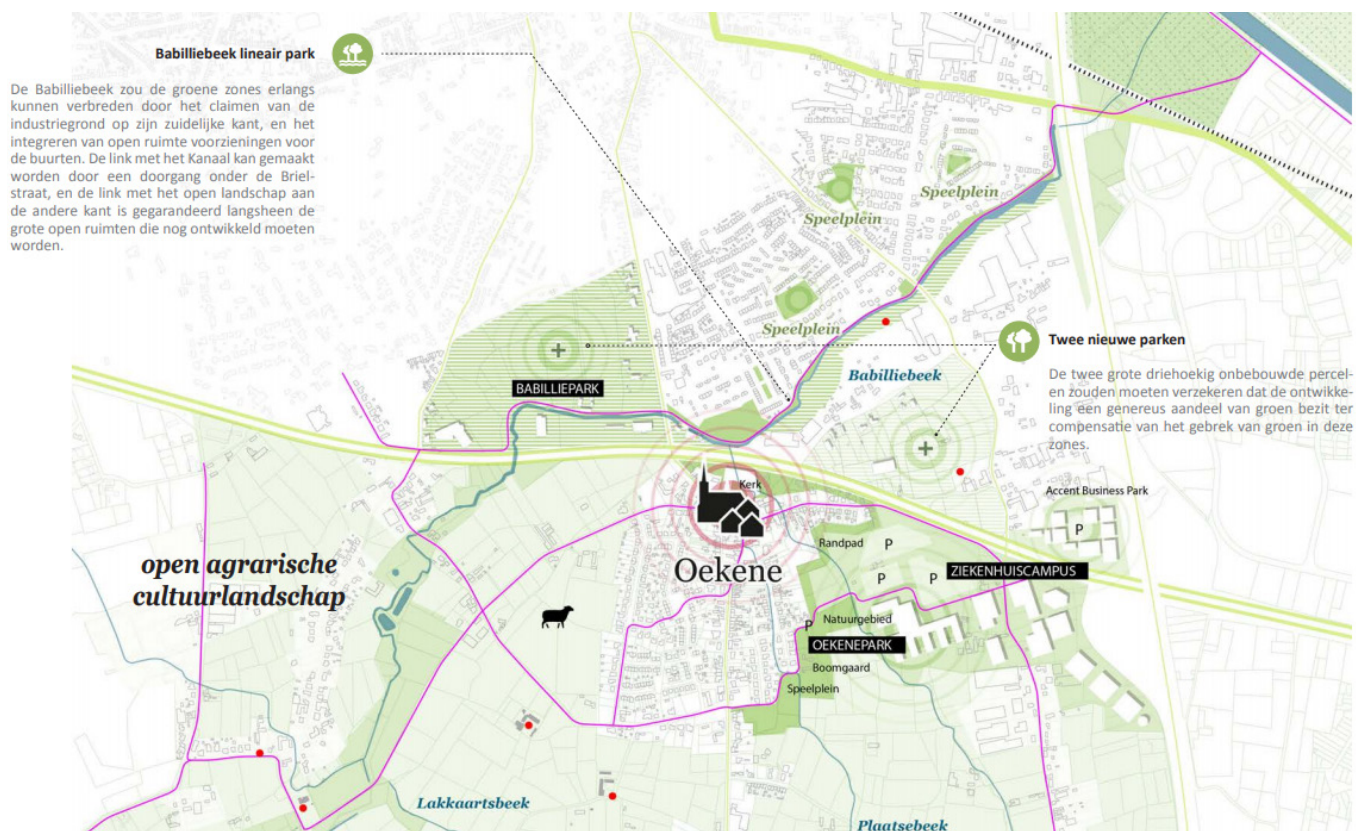 Babilliebeek lineair park
De Babilliebeek zou de groene zones erlangs
kunnen verbreden door het claimen van de
industriegrond op zijn zuidelijke kant, en het
integreren van open ruimte voorzieningen voor
de buurten. De link met het Kanaal kan gemaakt
worden door een doorgang onder de Briel-
straat, en de link met het open landschap aan
de andere kant is gegarandeerd langsheen de
grote open ruimten die nog ontwikkeld moeten
worden.
Speelplein
Speelplein
Speelplein
Twee nieuwe parken
De twee grote driehoekig onbebouwde percel-
en zouden moeten verzekeren dat de ontwikke-
ling een genereus aandeel van groen bezit ter
compensatie van het gebrek van groen in deze
zones.
Babilliebeek
BABILLIEPARK
Kerk
Accent Business Park
P
Randpad
P
Oekene
ZIEKENHUISCAMPUS
P
P
open agrarische
cultuurlandschap
Natuurgebied
P
OEKENEPARK
Boomgaard
Speelplein
Lakkaartsbeek
Plaatsebeek